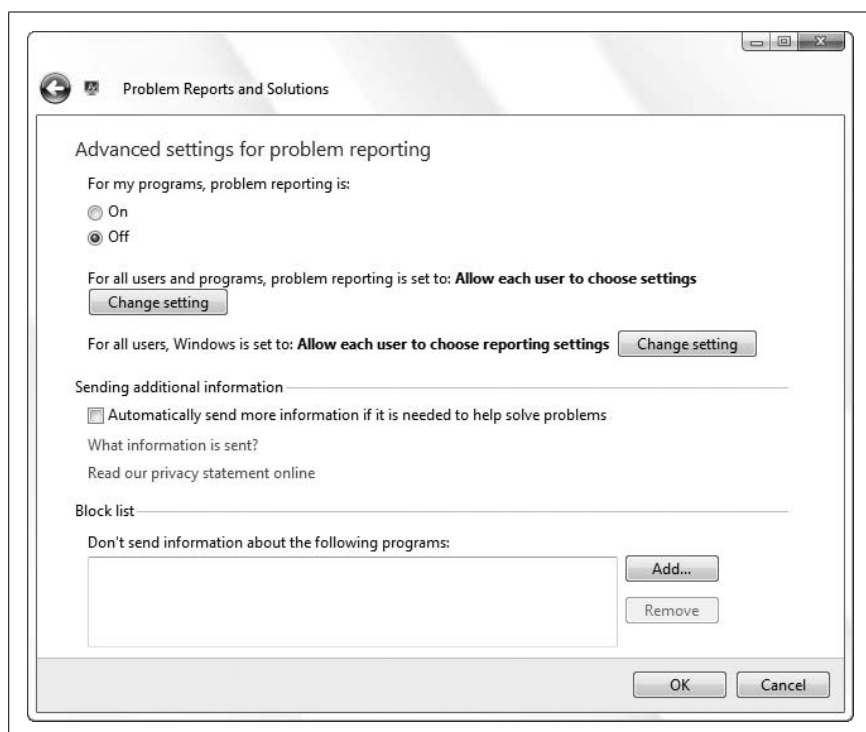 Problem Reports and Solutions
Advanced settings for problem reporting
For my programs, problem reporting is:
On
Off
For all users and programs, problem reporting is set to: Allow each user to choose settings
Change setting
For all users, Windows is set to: Allow each user to choose reporting settings Change setting
Sending additional information
Automatically send more information if it is needed to help solve problems
What information is sent?
Read our privacy statement online
Block list
Don't send information about the following programs:
Add...
Remove
OK Cancel